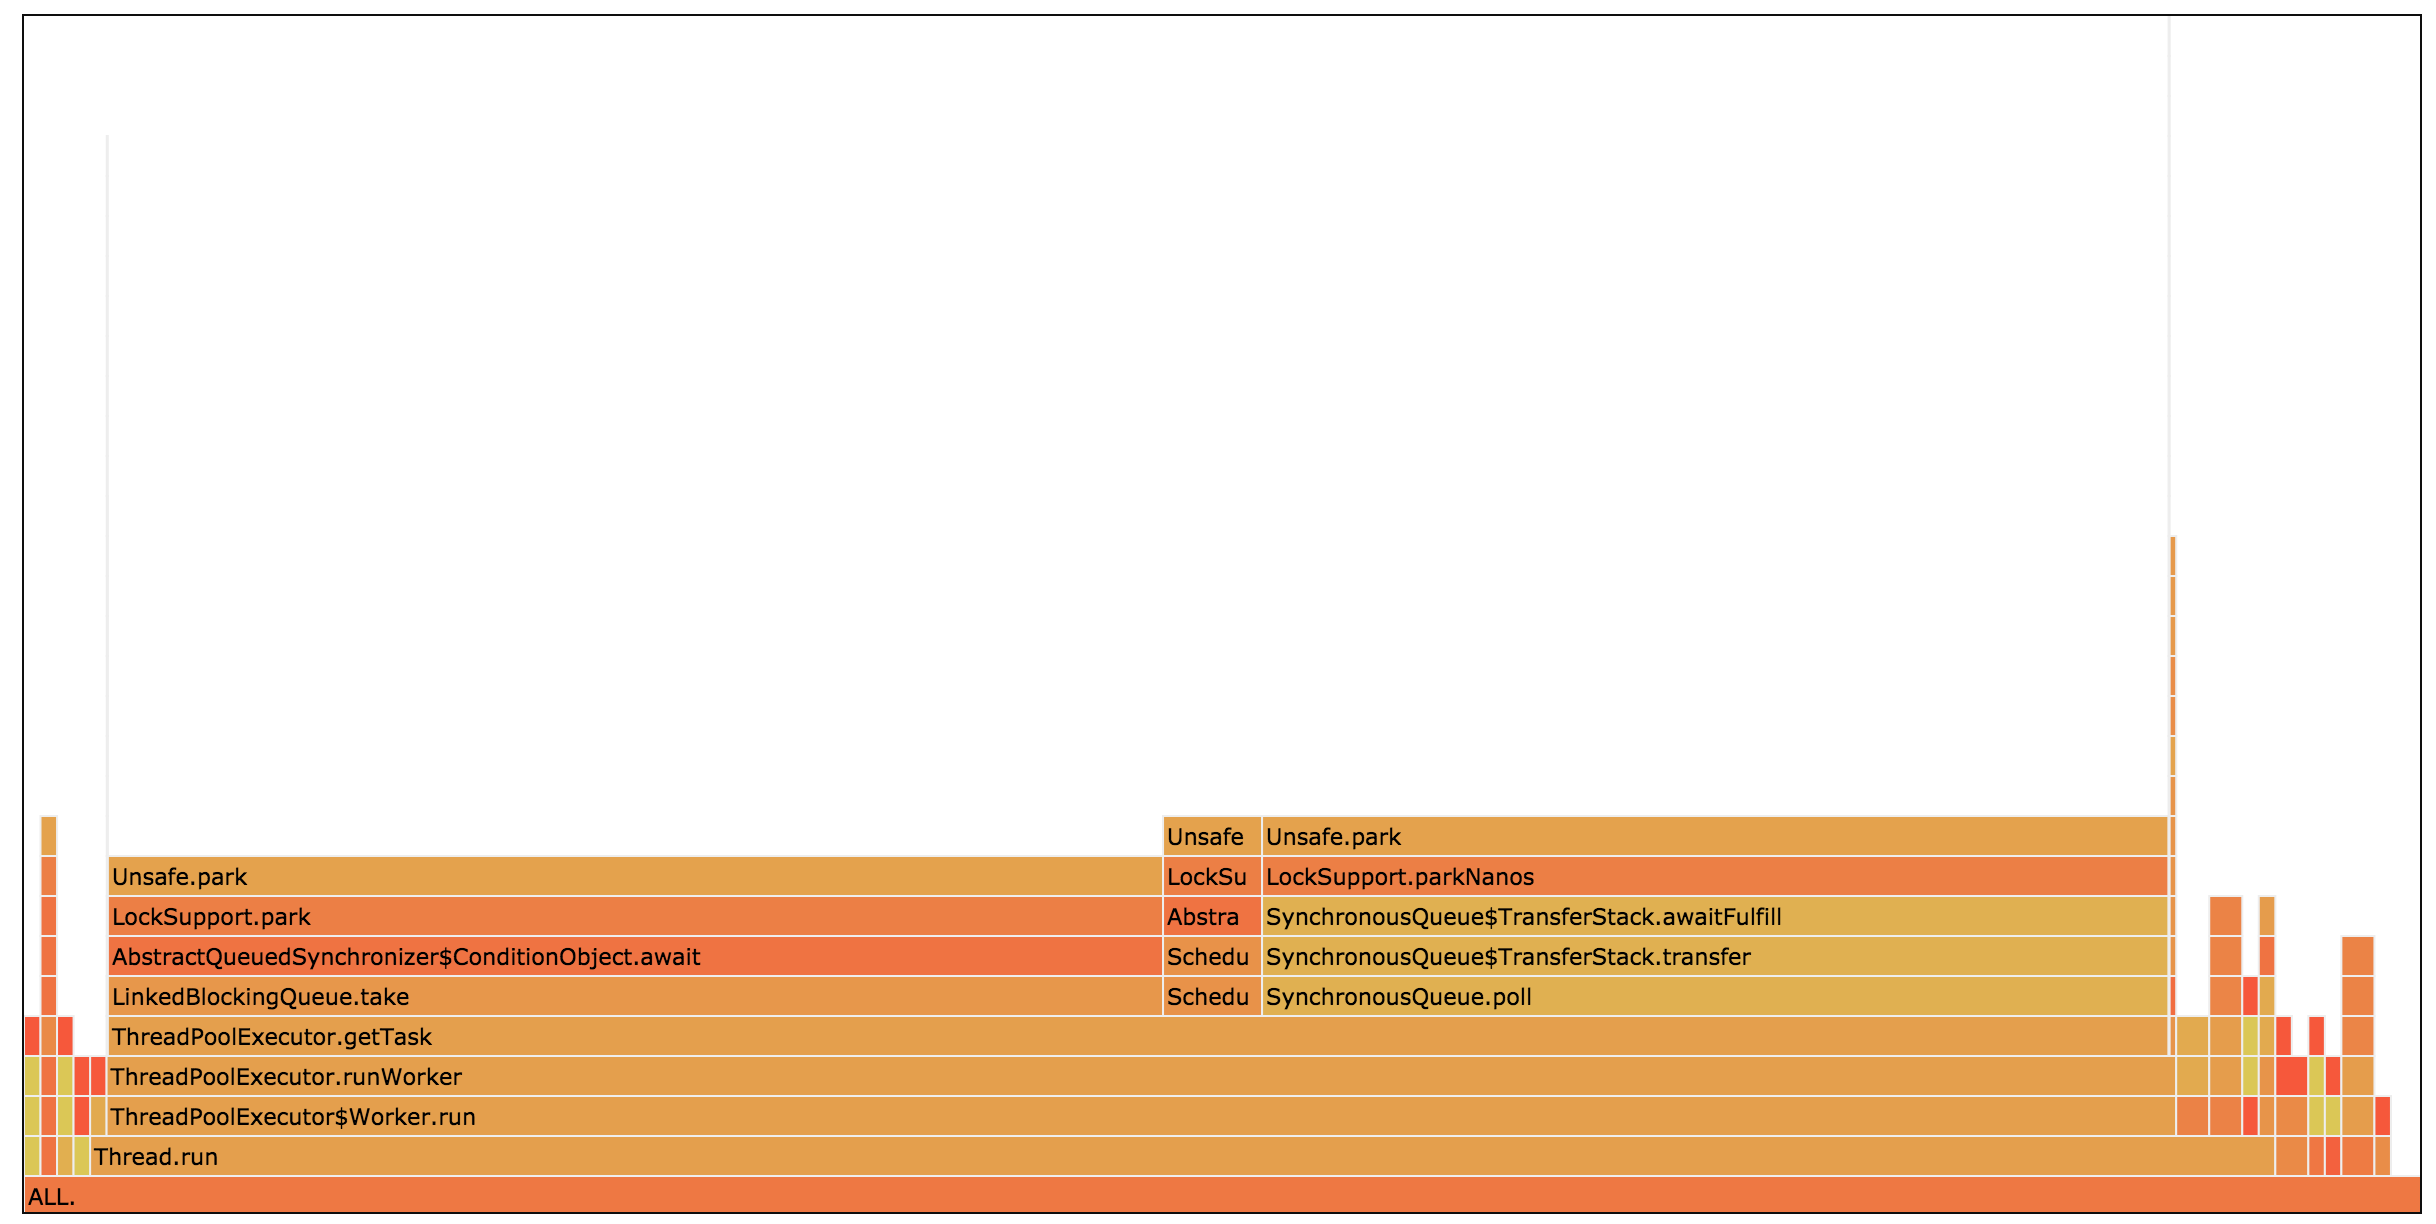 Unsafe Unsafe.park
Unsafe.park LockSu LockSupport.parkNanos
LockSupport.park Abstra SynchronousQueue$TransferStack.awaitFulfill
AbstractQueuedSynchronizer$ConditionObject.await Schedu SynchronousQueue$TransferStack.transfer
LinkedBlockingQueue.take Schedu SynchronousQueue.poll
ThreadPoolExecutor.getTask
ThreadPoolExecutor.runWorker
ThreadPoolExecutor$Worker.run
Thread.run
ALL.